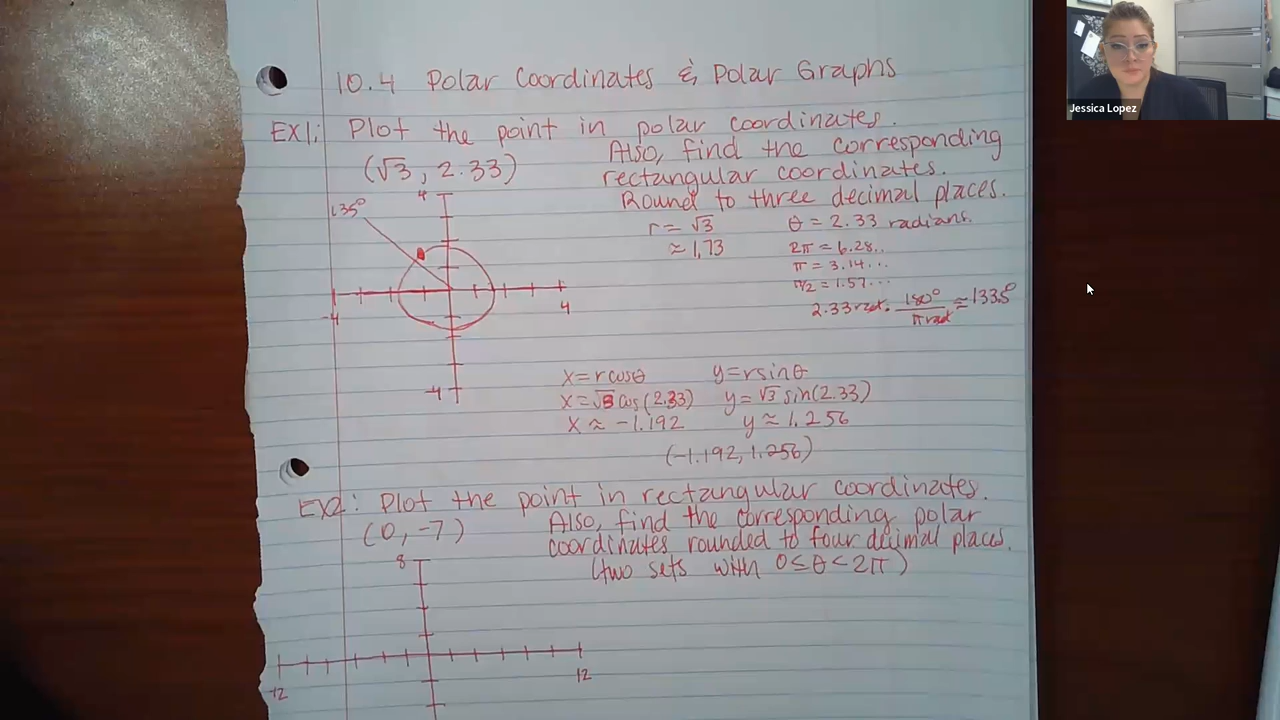 10.4 Polar Coordinates & Polar Graphs
EX1: Plot the point in polar coordinates.
(√3, 2.33)
Also, find the corresponding
rectangular coordinates.
Round to three decimal places.
135°
4
-4
4
-4
r = √3
≈ 1.73
θ = 2.33 radians.
2π = 6.28..
π = 3.14...
π/2 = 1.57...
2.33 rad · 180°/π rad ≈ 133.5°
x = r cosθ
y = r sinθ
x = √3 cos(2.33)
y = √3 sin(2.33)
x ≈ -1.192
y ≈ 1.256
(-1.192, 1.256)
EX2: Plot the point in rectangular coordinates.
(0, -7)
Also, find the corresponding polar
coordinates rounded to four decimal places.
(two sets with 0 ≤ θ < 2π)
8
-12
12
Jessica Lopez